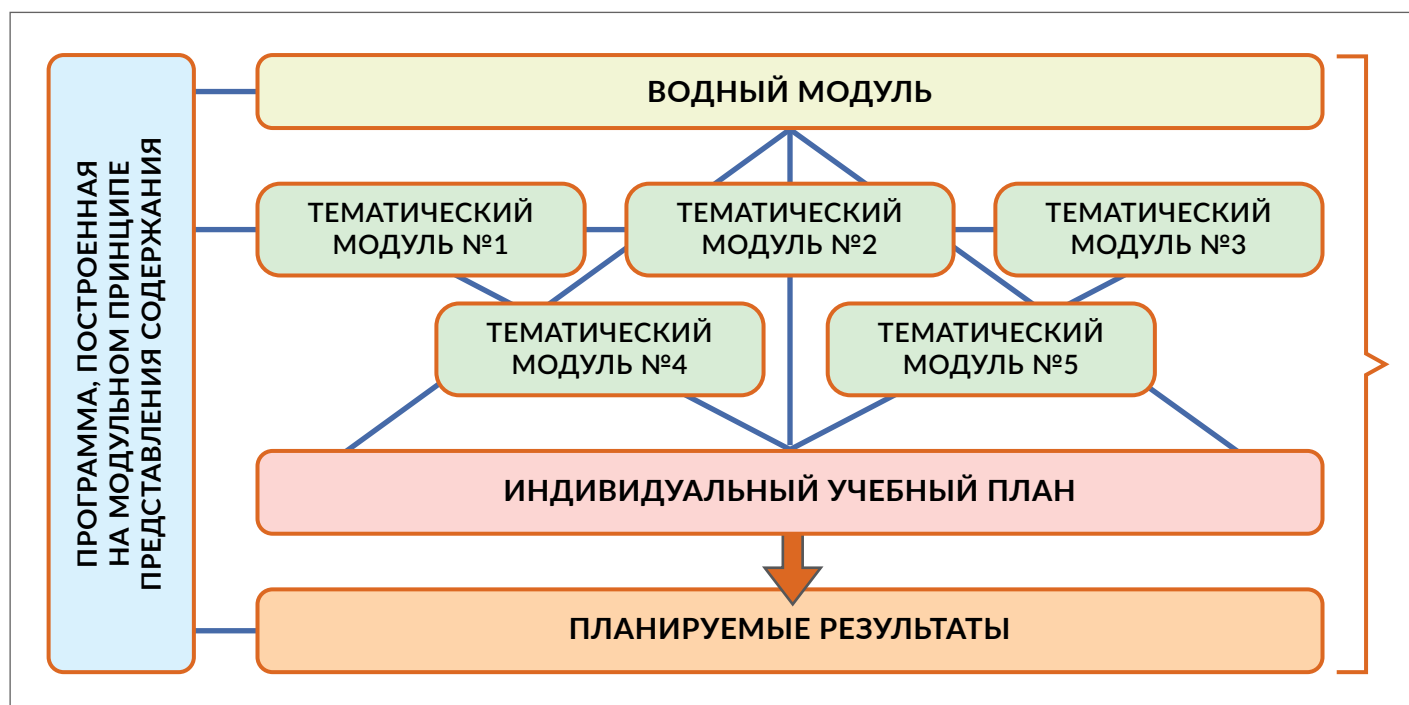 ПРОГРАММА, ПОСТРОЕННАЯ
НА МОДУЛЬНОМ ПРИНЦИПЕ
ПРЕДСТАВЛЕНИЯ СОДЕРЖАНИЯ
ВОДНЫЙ МОДУЛЬ
ТЕМАТИЧЕСКИЙ
МОДУЛЬ №1
ТЕМАТИЧЕСКИЙ
МОДУЛЬ №2
ТЕМАТИЧЕСКИЙ
МОДУЛЬ №3
ТЕМАТИЧЕСКИЙ
МОДУЛЬ №4
ТЕМАТИЧЕСКИЙ
МОДУЛЬ №5
ИНДИВИДУАЛЬНЫЙ УЧЕБНЫЙ ПЛАН
ПЛАНИРУЕМЫЕ РЕЗУЛЬТАТЫ